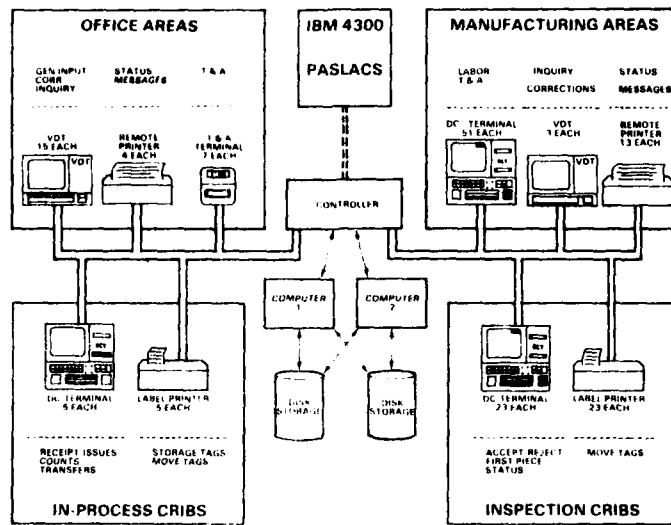 OFFICE AREAS
GEN INPUT
CORR
INQUIRY
STATUS
MESSAGES
T & A
VDT
15 EACH
REMOTE
PRINTER
4 EACH
T & A
TERMINAL
7 EACH
VDT
IBM 4300
PASLACS
MANUFACTURING AREAS
LABOR
T & A
INQUIRY
CORRECTIONS
STATUS
MESSAGES
DC TERMINAL
51 EACH
VDT
3 EACH
REMOTE
PRINTER
13 EACH
VDT
CONTROLLER
COMPUTER
1
COMPUTER
2
DISK
STORAGE
DISK
STORAGE
DC TERMINAL
5 EACH
LABEL PRINTER
5 EACH
RECEIPT ISSUES
COUNTS
TRANSFERS
STORAGE TAGS
MOVE TAGS
IN-PROCESS CRIBS
DC TERMINAL
23 EACH
LABEL PRINTER
23 EACH
ACCEPT REJECT
FIRST PIECE
STATUS
MOVE TAGS
INSPECTION CRIBS